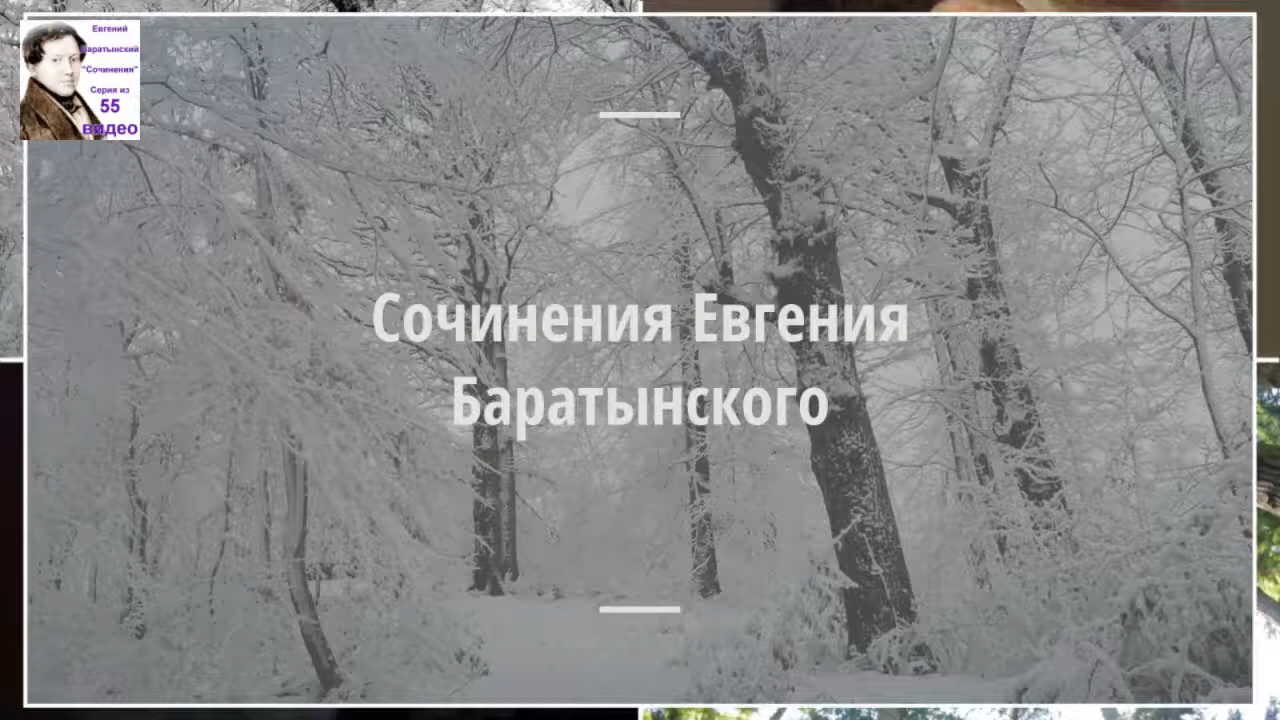 Евгений
Баратынский
"Сочинения"
Серия из
55
видео
Сочинения Евгения
Баратынского